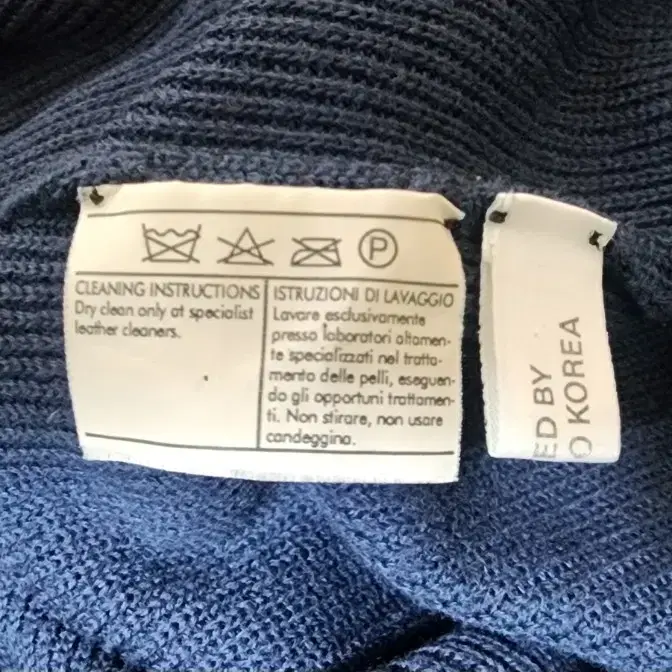 P
CLEANING INSTRUCTIONS
Dry clean only at specialist
leather cleaners.
ISTRUZIONI DI LAVAGGIO
Lavare esclusivamente
presso laboratori altamen-
te specializzati nel tratta-
mento delle pelli, eseguen-
do gli opportuni trattamen-
ti. Non stirare, non usare
candeggina.
ED BY
O KOREA